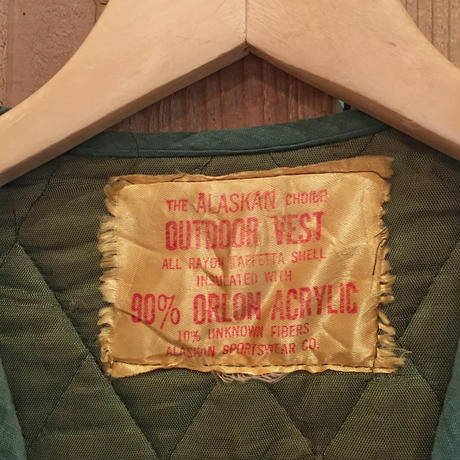 THE ALASKAN CHOICE
OUTDOOR VEST
ALL RAYON TAFFETTA SHELL
INSULATED WITH
90% ORLON ACRYLIC
10% UNKNOWN FIBERS
ALASKAN SPORTSWEAR CO.